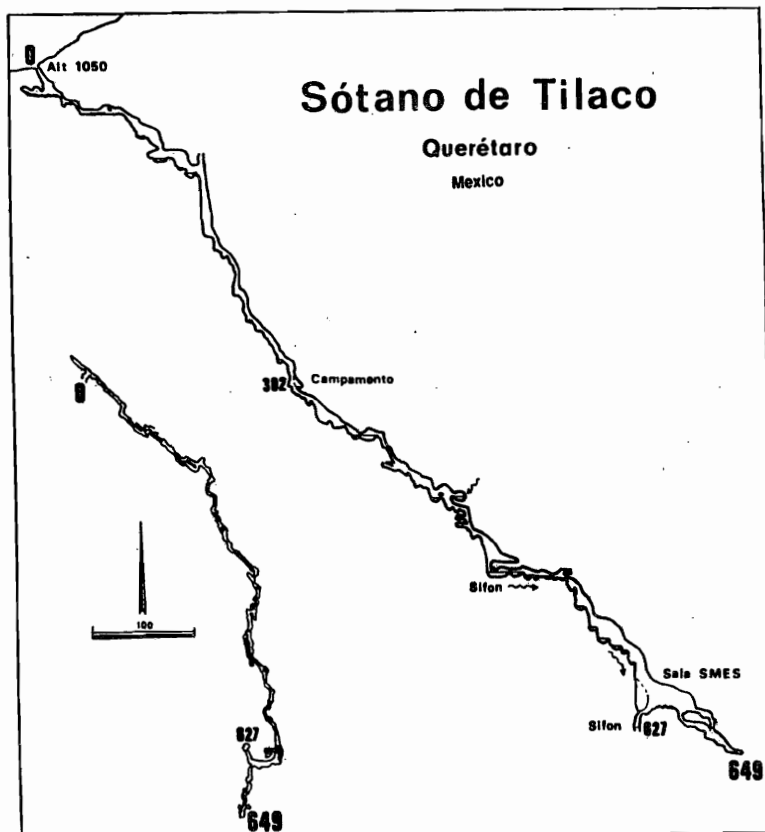 0
Alt 1050
Sótano de Tilaco
Querétaro
Mexico
382 Campamento
0
Sifon
100
Sala SMES
Sifon 627
627
649
649